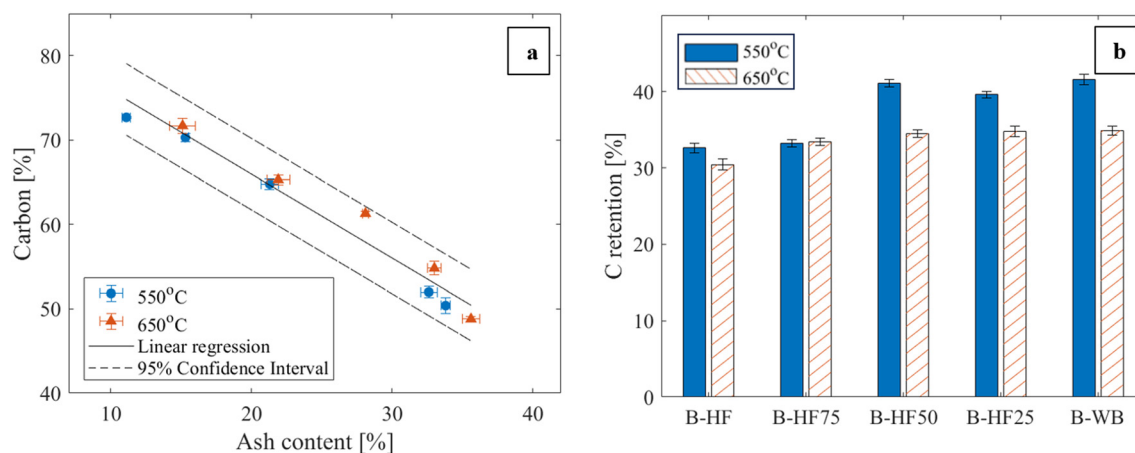 a
Carbon [%]
80
70
60
50
40
550°C
650°C
Linear regression
95% Confidence Interval
10 20 30 40
Ash content [%]
b
550°C
650°C
C retention [%]
40
30
20
10
0
B-HF B-HF75 B-HF50 B-HF25 B-WB